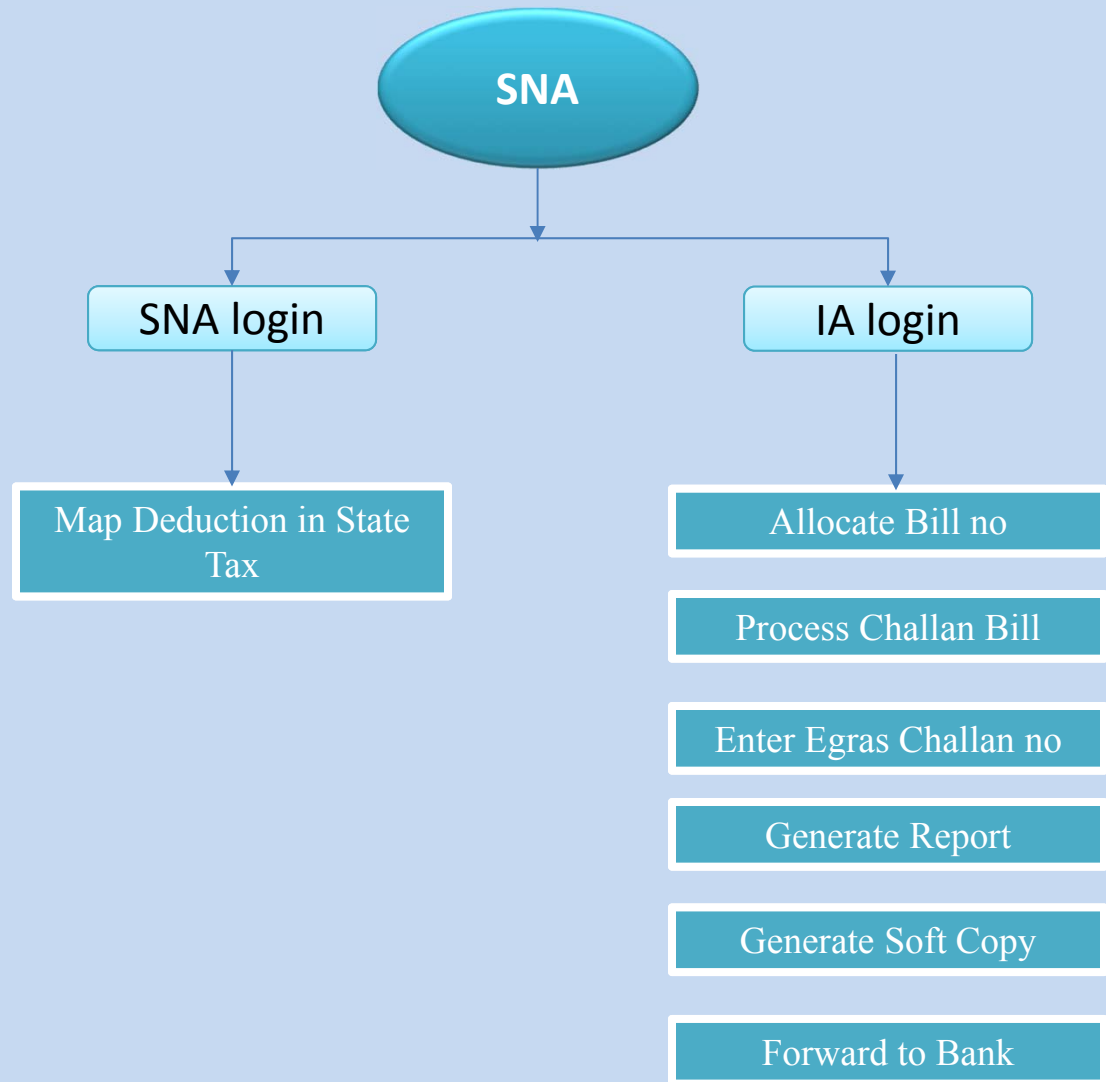 SNA
SNA login
IA login
Map Deduction in State
Tax
Allocate Bill no
Process Challan Bill
Enter Egras Challan no
Generate Report
Generate Soft Copy
Forward to Bank